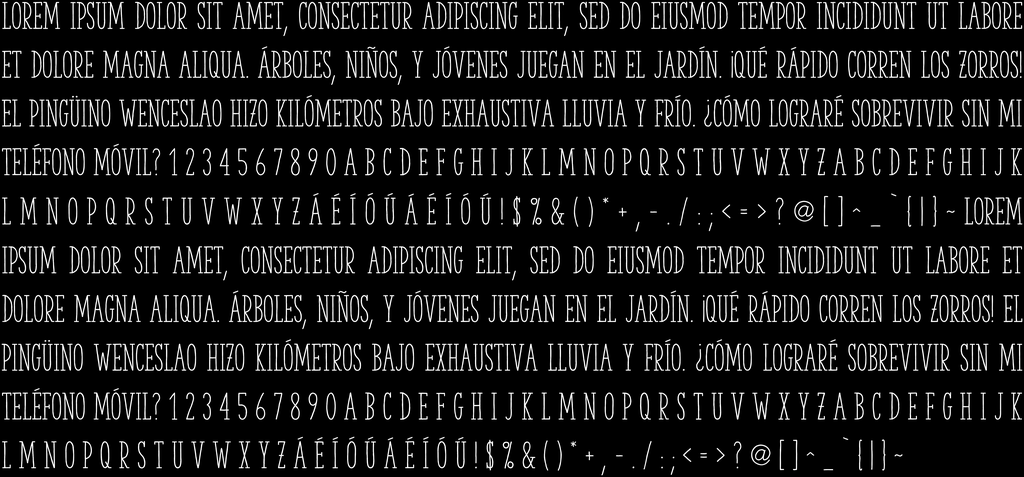 LOREM IPSUM DOLOR SIT AMET, CONSECTETUR ADIPISCING ELIT, SED DO EIUSMOD TEMPOR INCIDIDUNT UT LABORE
ET DOLORE MAGNA ALIQUA. ÁRBOLES, NIÑOS, Y JÓVENES JUEGAN EN EL JARDÍN. ¡QUÉ RÁPIDO CORREN LOS ZORROS!
EL PINGÜINO WENCESLAO HIZO KILÓMETROS BAJO EXHAUSTIVA LLUVIA Y FRÍO. ¿CÓMO LOGRARÉ SOBREVIVIR SIN MI
TELÉFONO MÓVIL? 1 2 3 4 5 6 7 8 9 0 A B C D E F G H I J K L M N O P Q R S T U V W X Y Z A B C D E F G H I J K
L M N O P Q R S T U V W X Y Z Á É Í Ó Ú Á É Í Ó Ú ! $ % & ( ) * + , - . / : ; < = > ? @ [ ] ^ _ ` { | } ~ LOREM
IPSUM DOLOR SIT AMET, CONSECTETUR ADIPISCING ELIT, SED DO EIUSMOD TEMPOR INCIDIDUNT UT LABORE ET
DOLORE MAGNA ALIQUA. ÁRBOLES, NIÑOS, Y JÓVENES JUEGAN EN EL JARDÍN. ¡QUÉ RÁPIDO CORREN LOS ZORROS! EL
PINGÜINO WENCESLAO HIZO KILÓMETROS BAJO EXHAUSTIVA LLUVIA Y FRÍO. ¿CÓMO LOGRARÉ SOBREVIVIR SIN MI
TELÉFONO MÓVIL? 1 2 3 4 5 6 7 8 9 0 A B C D E F G H I J K L M N O P Q R S T U V W X Y Z A B C D E F G H I J K
L M N O P Q R S T U V W X Y Z Á É Í Ó Ú Á É Í Ó Ú ! $ % & ( ) * + , - . / : ; < = > ? @ [ ] ^ _ ` { | } ~